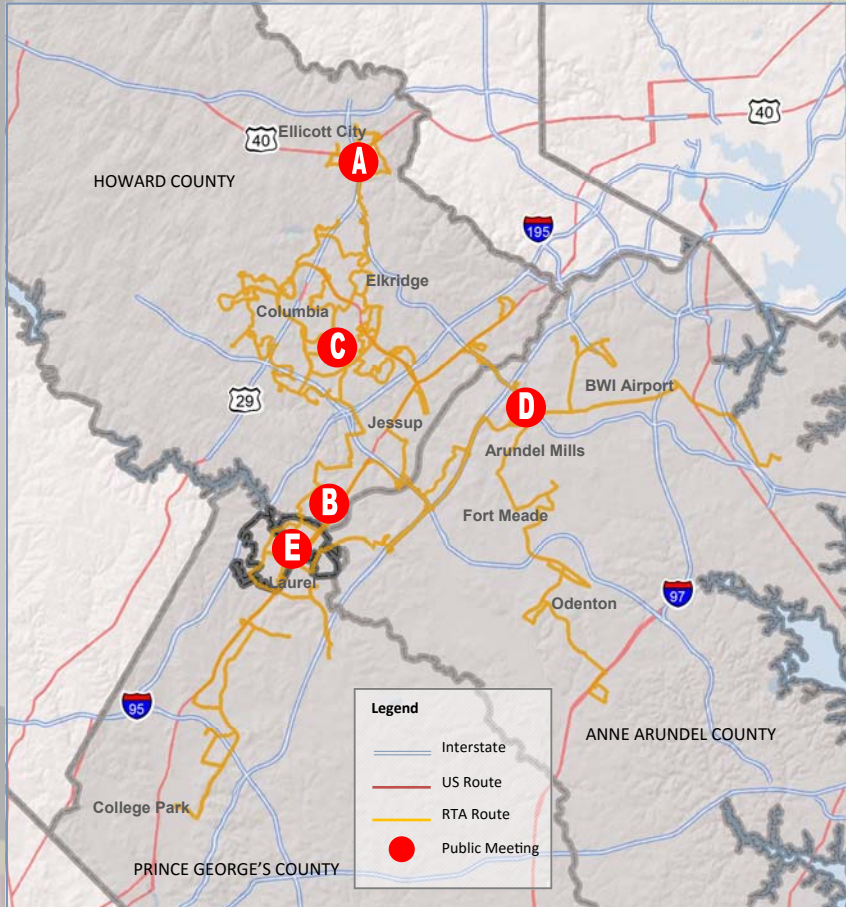 40
Ellicott City
40
A
HOWARD COUNTY
195
Elkridge
Columbia
C
BWI Airport
29
D
Jessup
Arundel Mills
B
Fort Meade
E
Laurel
97
Odenton
95
Legend
Interstate
US Route
RTA Route
Public Meeting
ANNE ARUNDEL COUNTY
College Park
PRINCE GEORGE'S COUNTY